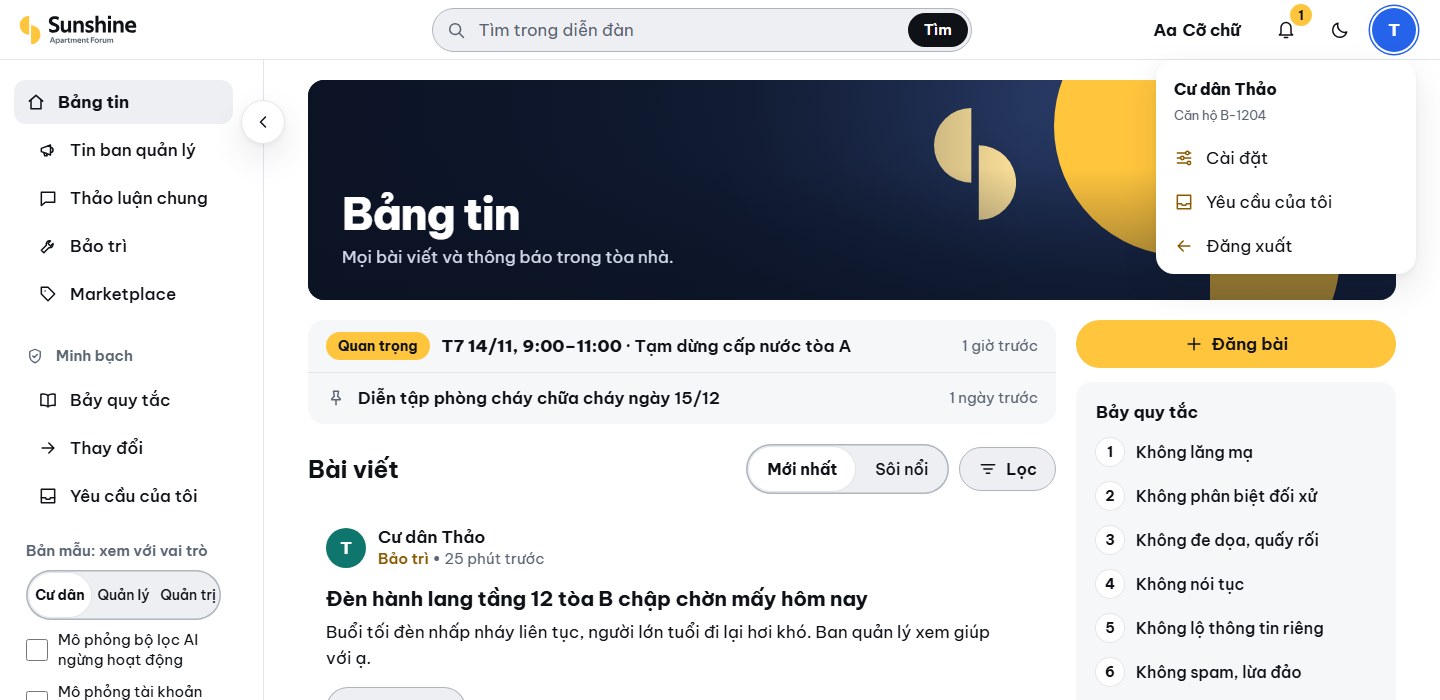 Sunshine
Apartment Forum
Tìm trong diễn đàn
Tìm
Aa Cỡ chữ
1
T
Cư dân Thảo
Căn hộ B-1204
Cài đặt
Yêu cầu của tôi
Đăng xuất
Bảng tin
Tin ban quản lý
Thảo luận chung
Bảo trì
Marketplace
Minh bạch
Bảy quy tắc
Thay đổi
Yêu cầu của tôi
Bản mẫu: xem với vai trò
Cư dân Quản lý Quản trị
Mô phỏng bộ lọc AI
ngừng hoạt động
Mô phỏng tài khoản
Bảng tin
Mọi bài viết và thông báo trong tòa nhà.
Quan trọng T7 14/11, 9:00–11:00 · Tạm dừng cấp nước tòa A 1 giờ trước
Diễn tập phòng cháy chữa cháy ngày 15/12 1 ngày trước
Bài viết
Mới nhất Sôi nổi Lọc
T
Cư dân Thảo
Bảo trì • 25 phút trước
Đèn hành lang tầng 12 tòa B chập chờn mấy hôm nay
Buổi tối đèn nhấp nháy liên tục, người lớn tuổi đi lại hơi khó. Ban quản lý xem giúp
với ạ.
Đăng bài
Bảy quy tắc
1 Không lăng mạ
2 Không phân biệt đối xử
3 Không đe dọa, quấy rối
4 Không nói tục
5 Không lộ thông tin riêng
6 Không spam, lừa đảo